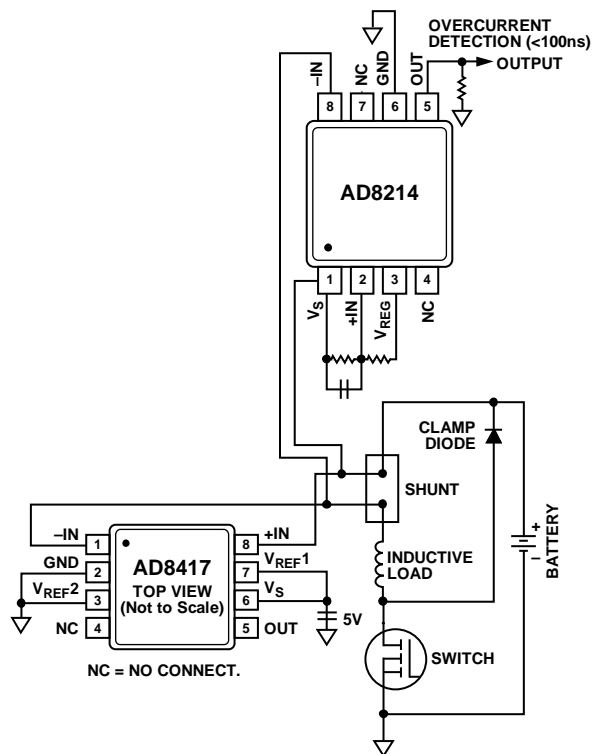 OVERCURRENT
DETECTION (<100ns)
OUTPUT
–IN
NC
GND
OUT
8
7
6
5
AD8214
1
2
3
4
VS
+IN
VREG
NC
CLAMP
DIODE
SHUNT
BATTERY
+
–
INDUCTIVE
LOAD
SWITCH
–IN
GND
VREF2
NC
1
2
3
4
AD8417
TOP VIEW
(Not to Scale)
8
7
6
5
+IN
VREF1
VS
OUT
5V
NC = NO CONNECT.